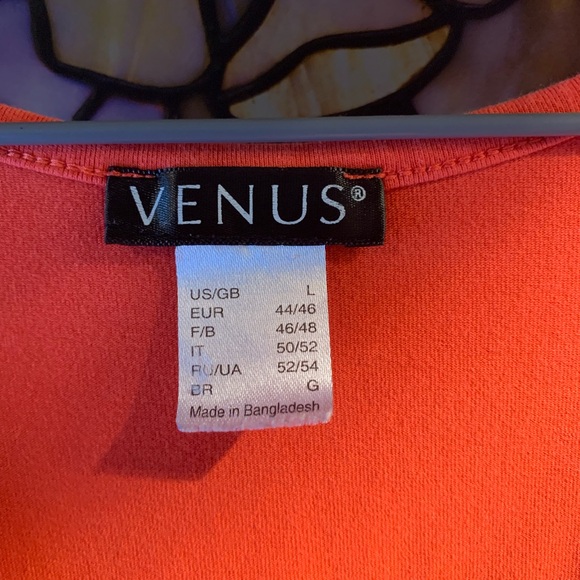 VENUS®
US/GB L
EUR 44/46
F/B 46/48
IT 50/52
RU/UA 52/54
BR G
Made in Bangladesh